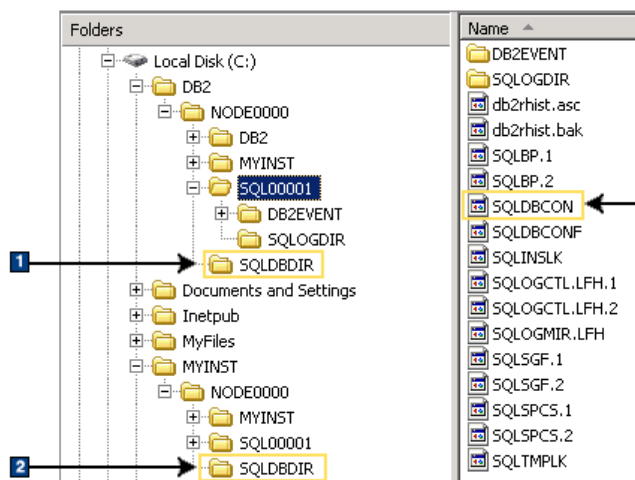 Folders
Local Disk (C:)
DB2
NODE0000
DB2
MYINST
SQL00001
DB2EVENT
SQLOGDIR
1
SQLDBDIR
Documents and Settings
Inetpub
MyFiles
MYINST
NODE0000
MYINST
SQL00001
2
SQLDBDIR
Name
DB2EVENT
SQLOGDIR
db2rhist.asc
db2rhist.bak
SQLBP.1
SQLBP.2
SQLDBCON
SQLDBCONF
SQLINSLK
SQLOGCTL.LFH.1
SQLOGCTL.LFH.2
SQLOGMIR.LFH
SQLSGF.1
SQLSGF.2
SQLSPCS.1
SQLSPCS.2
SQLTMPLK